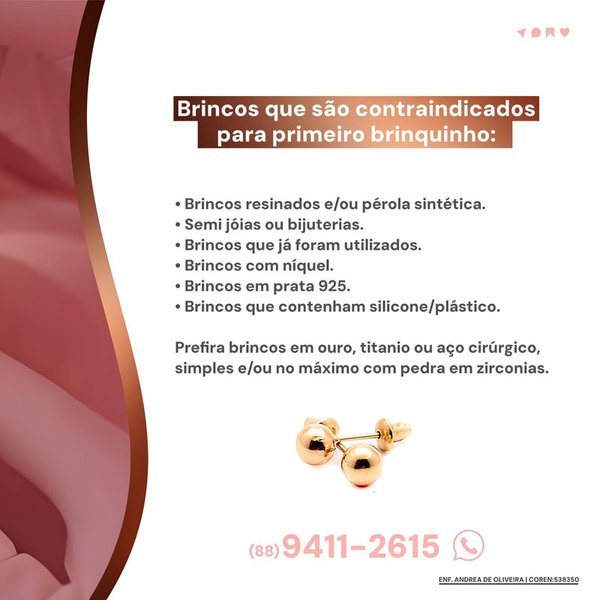 Brincos que são contraindicados
para primeiro brinquinho:
• Brincos resinados e/ou pérola sintética.
• Semi jóias ou bijuterias.
• Brincos que já foram utilizados.
• Brincos com níquel.
• Brincos em prata 925.
• Brincos que contenham silicone/plástico.
Prefira brincos em ouro, titanio ou aço cirúrgico,
simples e/ou no máximo com pedra em zirconias.
(88) 9411-2615
ENF. ANDREA DE OLIVEIRA | COREN:538350